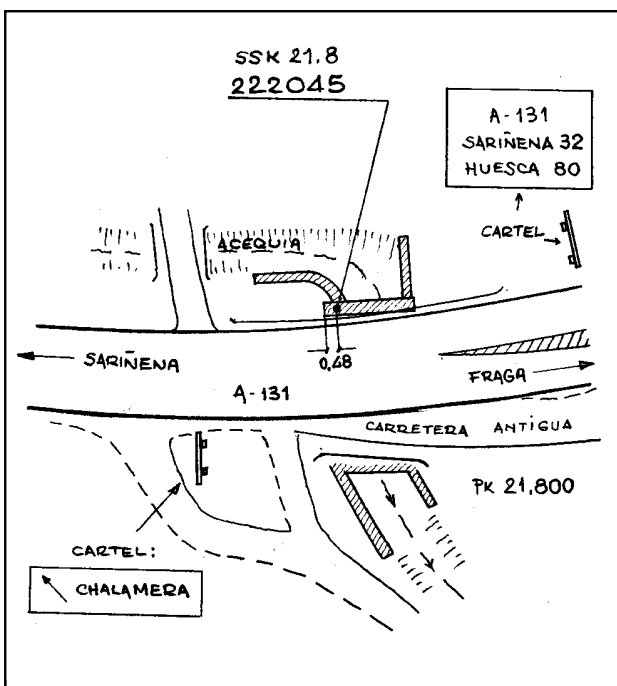 SSK 21,8
222045
A-131
SARIÑENA 32
HUESCA 80
ACEQUIA
CARTEL
SARIÑENA
0,48
FRAGA
A-131
CARRETERA ANTIGUA
PK 21,800
CARTEL:
CHALAMERA